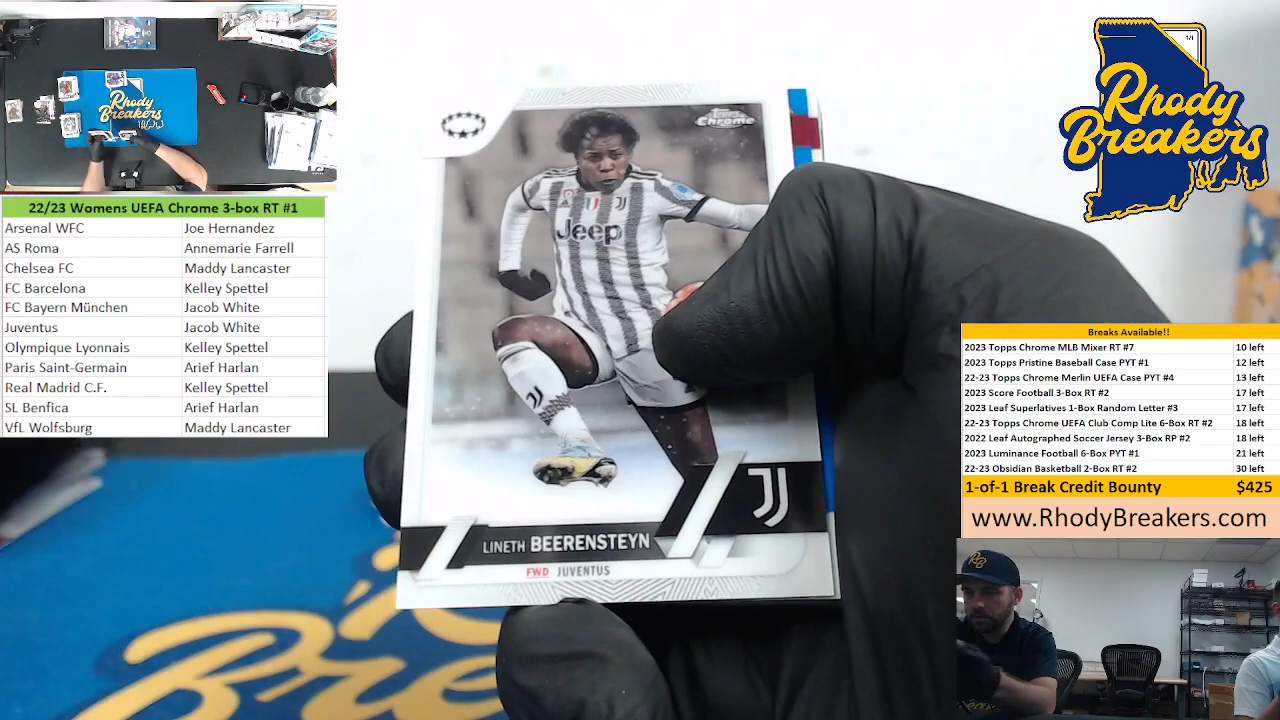 Rhody
Breakers
22/23 Womens UEFA Chrome 3-box RT #1
Arsenal WFC Joe Hernandez
AS Roma Annemarie Farrell
Chelsea FC Maddy Lancaster
FC Barcelona Kelley Spettel
FC Bayern München Jacob White
Juventus Jacob White
Olympique Lyonnais Kelley Spettel
Paris Saint-Germain Arief Harlan
Real Madrid C.F. Kelley Spettel
SL Benfica Arief Harlan
VfL Wolfsburg Maddy Lancaster
Topps
Chrome
Jeep
LINETH BEERENSTEYN
FWD JUVENTUS
1/1
Rhody
Breakers
Breaks Available!!
2023 Topps Chrome MLB Mixer RT #7 10 left
2023 Topps Pristine Baseball Case PYT #1 12 left
22-23 Topps Chrome Merlin UEFA Case PYT #4 13 left
2023 Score Football 3-Box RT #2 17 left
2023 Leaf Superlatives 1-Box Random Letter #3 17 left
22-23 Topps Chrome UEFA Club Comp Lite 6-Box RT #2 18 left
2022 Leaf Autographed Soccer Jersey 3-Box RP #2 18 left
2023 Luminance Football 6-Box PYT #1 21 left
22-23 Obsidian Basketball 2-Box RT #2 30 left
1-of-1 Break Credit Bounty $425
www.RhodyBreakers.com
RB